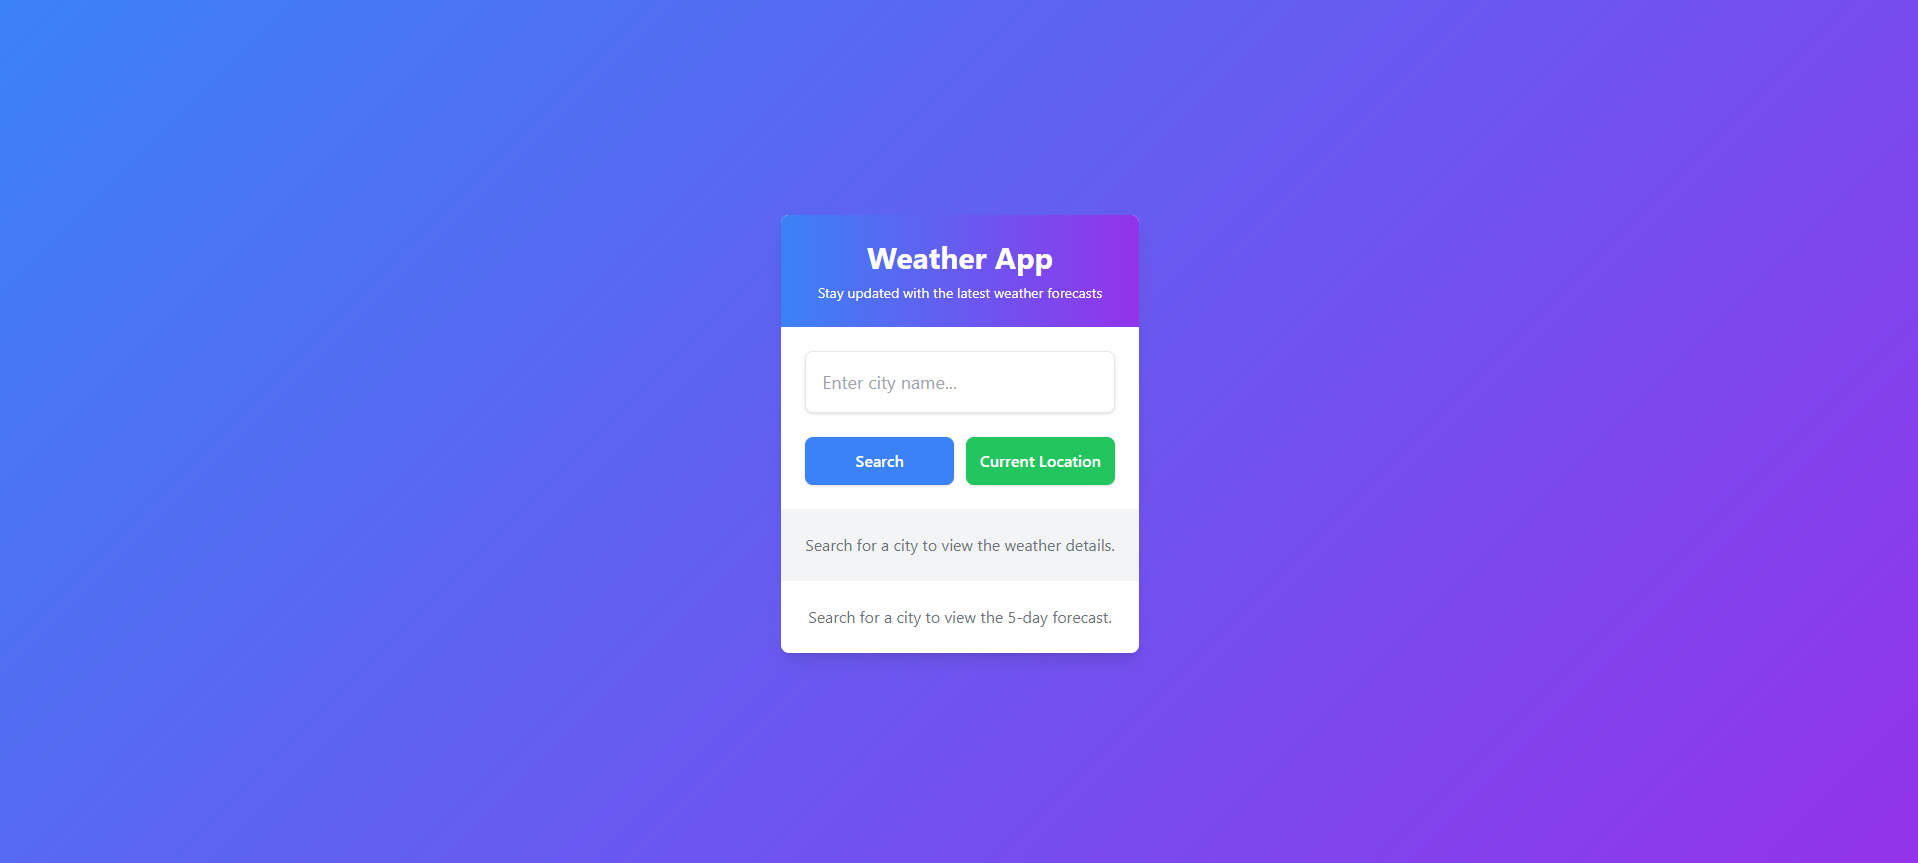 Weather App
Stay updated with the latest weather forecasts
Enter city name...
Search
Current Location
Search for a city to view the weather details.
Search for a city to view the 5-day forecast.